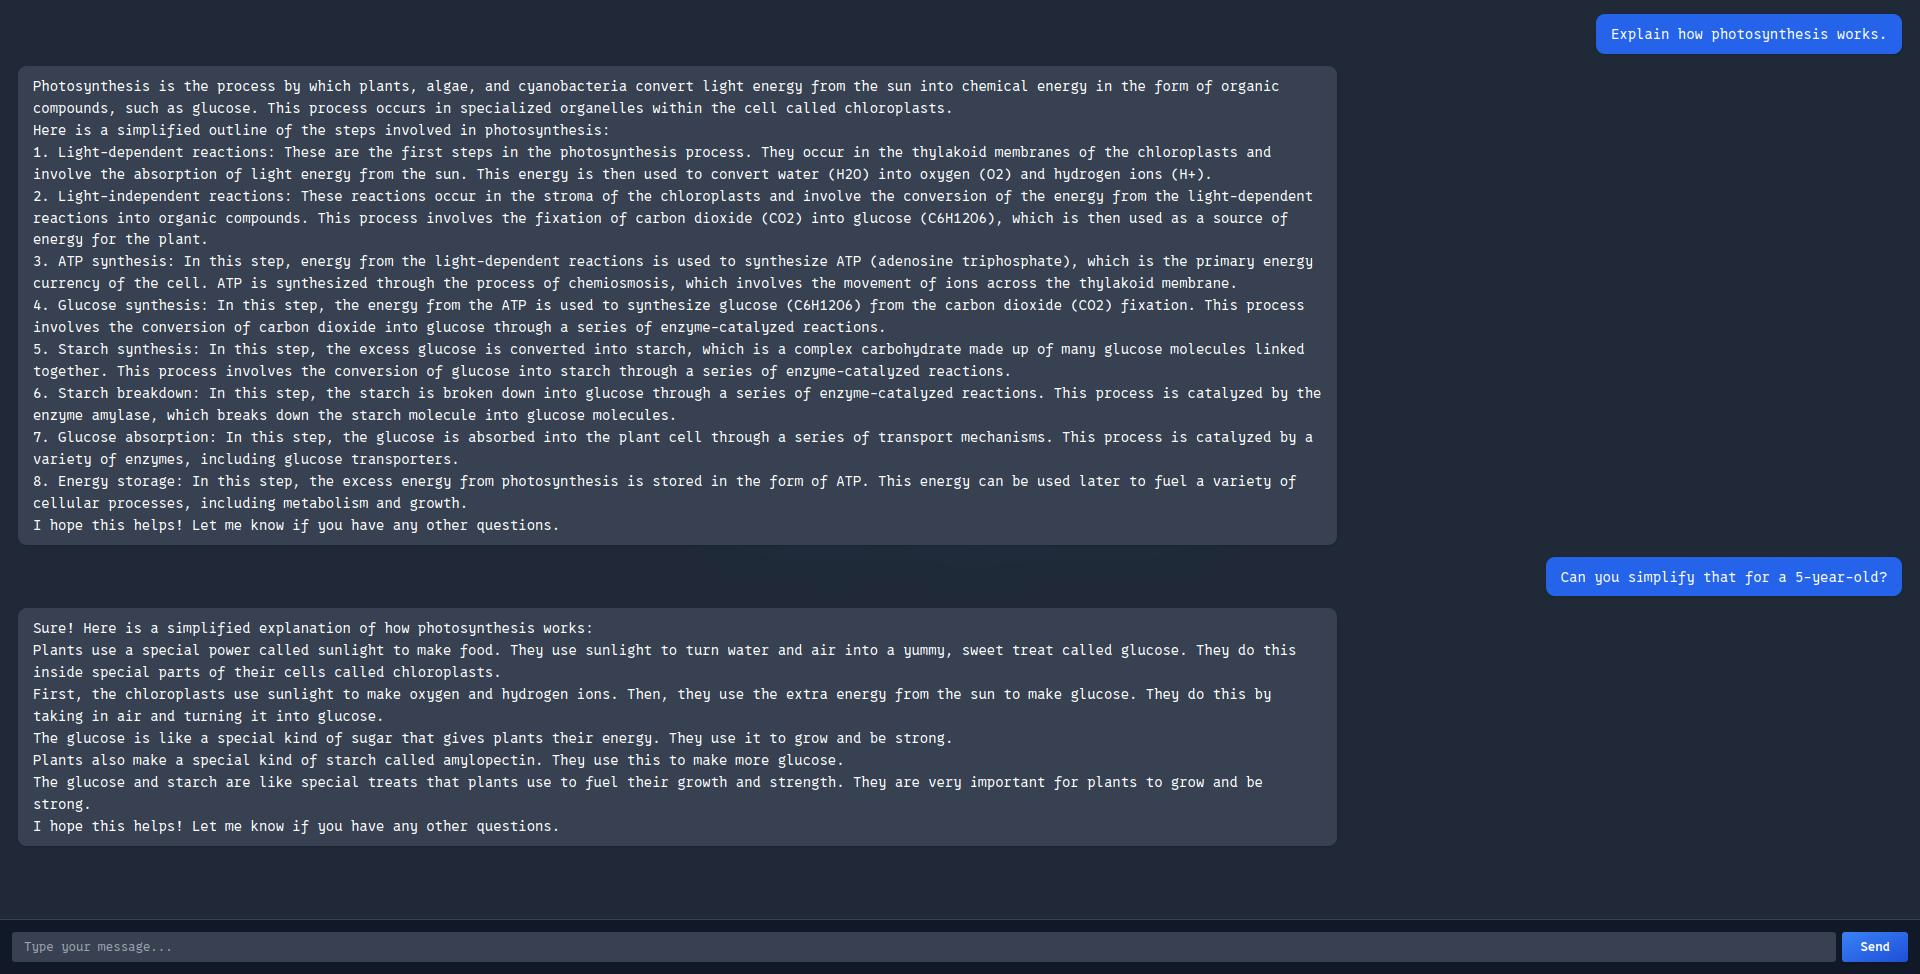 Explain how photosynthesis works.
Photosynthesis is the process by which plants, algae, and cyanobacteria convert light energy from the sun into chemical energy in the form of organic
compounds, such as glucose. This process occurs in specialized organelles within the cell called chloroplasts.
Here is a simplified outline of the steps involved in photosynthesis:
1. Light-dependent reactions: These are the first steps in the photosynthesis process. They occur in the thylakoid membranes of the chloroplasts and
involve the absorption of light energy from the sun. This energy is then used to convert water (H2O) into oxygen (O2) and hydrogen ions (H+).
2. Light-independent reactions: These reactions occur in the stroma of the chloroplasts and involve the conversion of the energy from the light-dependent
reactions into organic compounds. This process involves the fixation of carbon dioxide (CO2) into glucose (C6H12O6), which is then used as a source of
energy for the plant.
3. ATP synthesis: In this step, energy from the light-dependent reactions is used to synthesize ATP (adenosine triphosphate), which is the primary energy
currency of the cell. ATP is synthesized through the process of chemiosmosis, which involves the movement of ions across the thylakoid membrane.
4. Glucose synthesis: In this step, the energy from the ATP is used to synthesize glucose (C6H12O6) from the carbon dioxide (CO2) fixation. This process
involves the conversion of carbon dioxide into glucose through a series of enzyme-catalyzed reactions.
5. Starch synthesis: In this step, the excess glucose is converted into starch, which is a complex carbohydrate made up of many glucose molecules linked
together. This process involves the conversion of glucose into starch through a series of enzyme-catalyzed reactions.
6. Starch breakdown: In this step, the starch is broken down into glucose through a series of enzyme-catalyzed reactions. This process is catalyzed by the
enzyme amylase, which breaks down the starch molecule into glucose molecules.
7. Glucose absorption: In this step, the glucose is absorbed into the plant cell through a series of transport mechanisms. This process is catalyzed by a
variety of enzymes, including glucose transporters.
8. Energy storage: In this step, the excess energy from photosynthesis is stored in the form of ATP. This energy can be used later to fuel a variety of
cellular processes, including metabolism and growth.
I hope this helps! Let me know if you have any other questions.
Can you simplify that for a 5-year-old?
Sure! Here is a simplified explanation of how photosynthesis works:
Plants use a special power called sunlight to make food. They use sunlight to turn water and air into a yummy, sweet treat called glucose. They do this
inside special parts of their cells called chloroplasts.
First, the chloroplasts use sunlight to make oxygen and hydrogen ions. Then, they use the extra energy from the sun to make glucose. They do this by
taking in air and turning it into glucose.
The glucose is like a special kind of sugar that gives plants their energy. They use it to grow and be strong.
Plants also make a special kind of starch called amylopectin. They use this to make more glucose.
The glucose and starch are like special treats that plants use to fuel their growth and strength. They are very important for plants to grow and be
strong.
I hope this helps! Let me know if you have any other questions.
Type your message...
Send